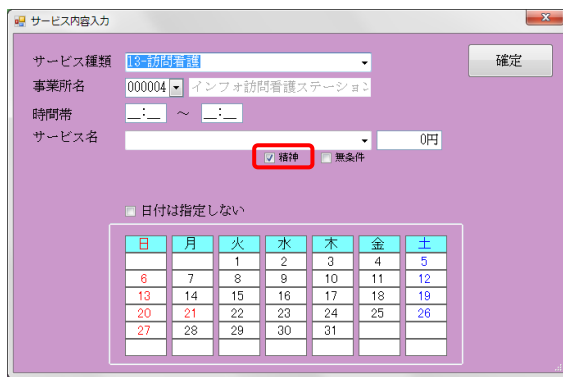 サービス内容入力
サービス種類 13-訪問看護 確定
事業所名 000004 インフォ訪問看護ステーション
時間帯 __:__ ～ __:__
サービス名 0円
精神 無条件
日付は指定しない
日 月 火 水 木 金 土
1 2 3 4 5
6 7 8 9 10 11 12
13 14 15 16 17 18 19
20 21 22 23 24 25 26
27 28 29 30 31